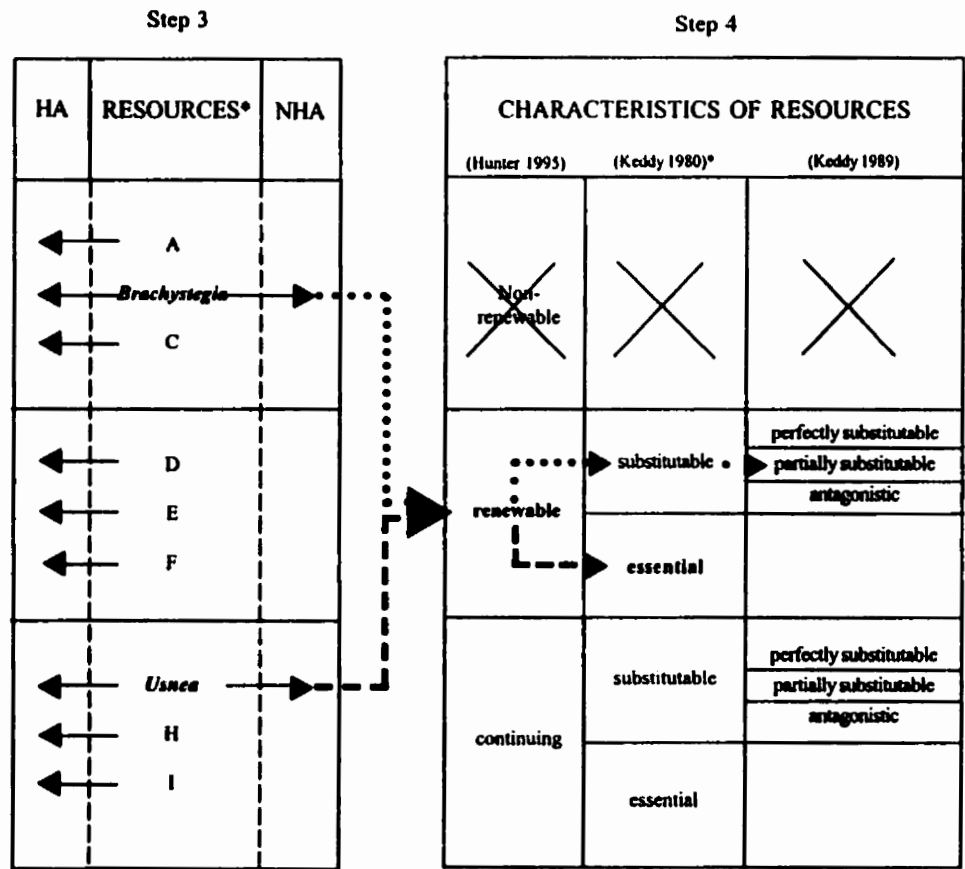 Step 3
Step 4
HA
RESOURCES*
NHA
CHARACTERISTICS OF RESOURCES
(Hunter 1995)
(Keddy 1980)*
(Keddy 1989)
A
Brachystegia
C
Non-
renewable
D
E
F
renewable
substitutable
perfectly substitutable
partially substitutable
antagonistic
essential
Usnea
H
I
continuing
substitutable
perfectly substitutable
partially substitutable
antagonistic
essential